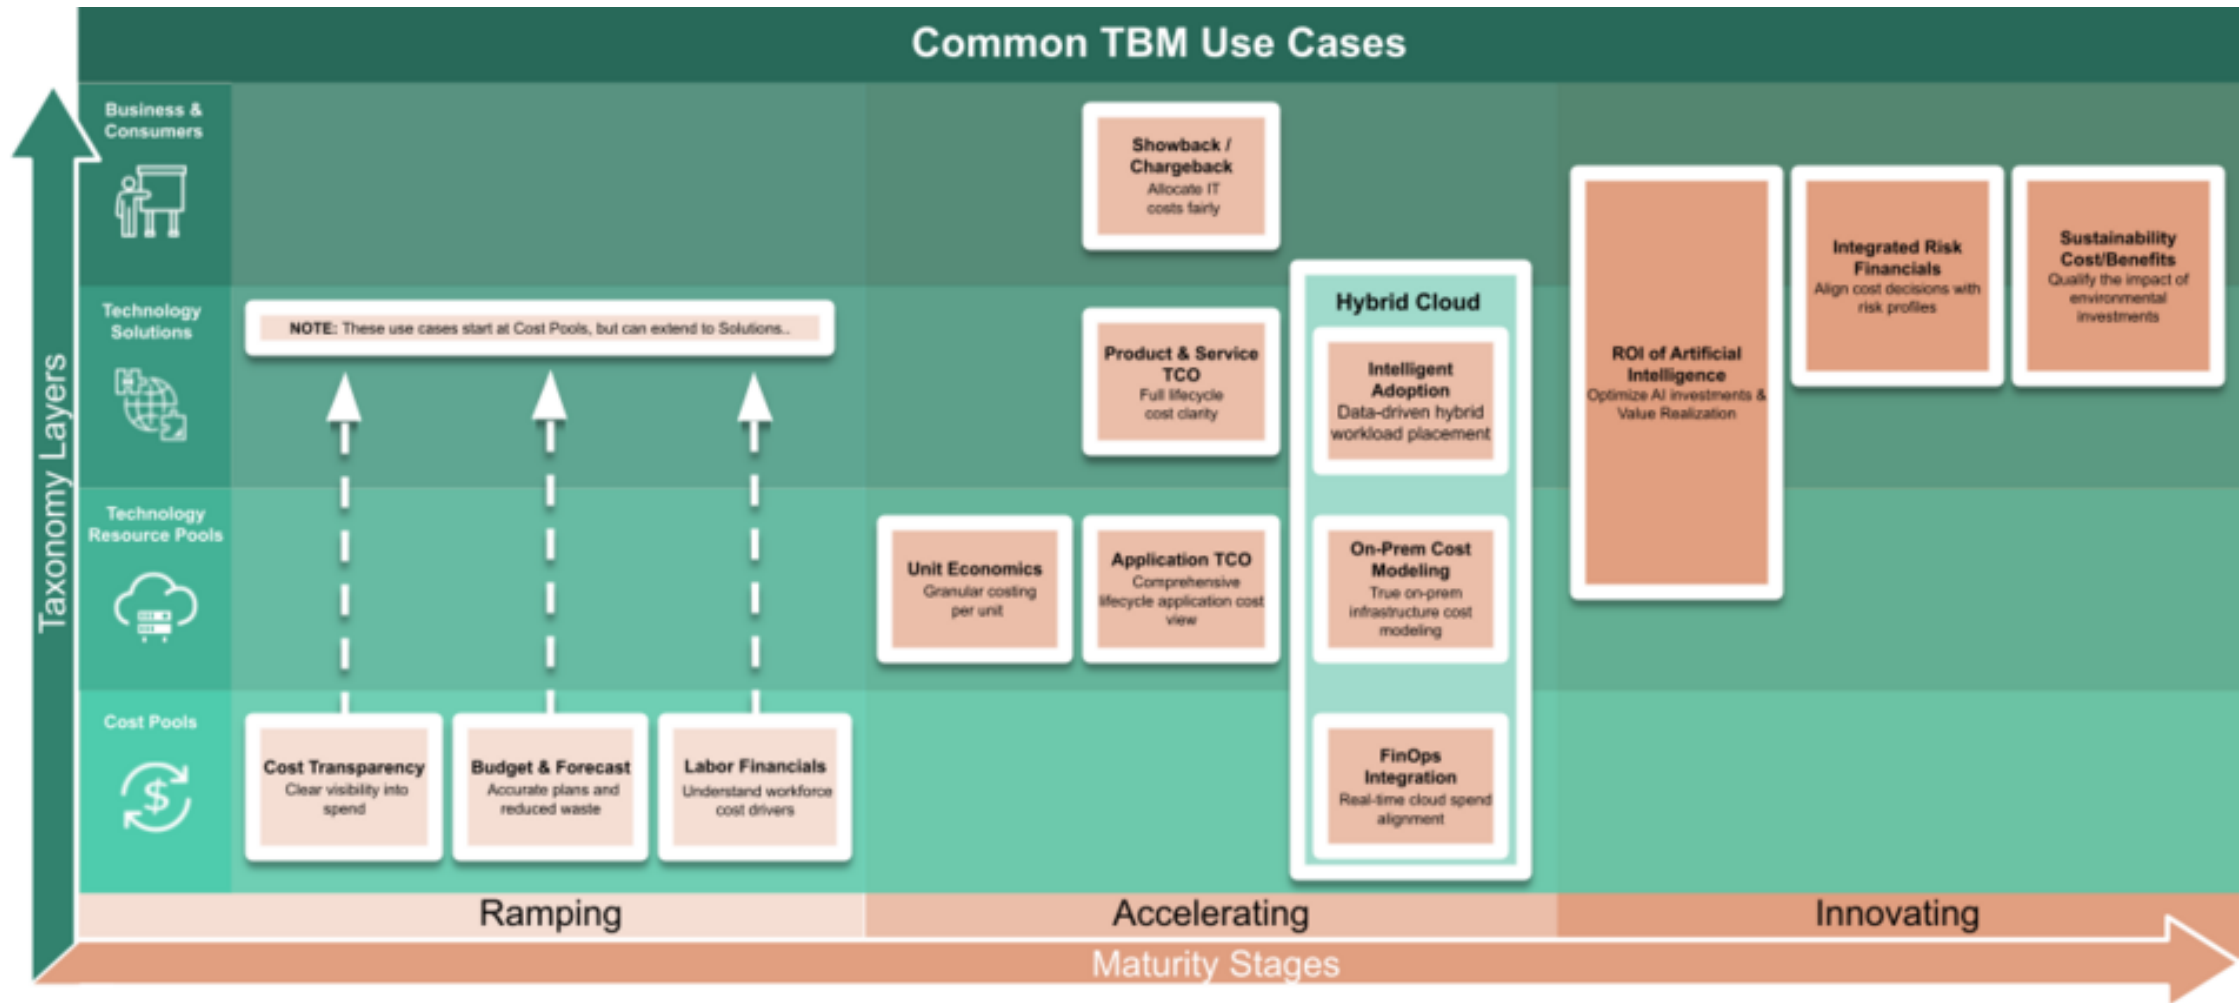 Common TBM Use Cases
Taxonomy Layers
Business &
Consumers
Technology
Solutions
Technology
Resource Pools
Cost Pools
NOTE: These use cases start at Cost Pools, but can extend to Solutions..
Cost Transparency
Clear visibility into
spend
Budget & Forecast
Accurate plans and
reduced waste
Labor Financials
Understand workforce
cost drivers
Showback /
Chargeback
Allocate IT
costs fairly
Product & Service
TCO
Full lifecycle
cost clarity
Unit Economics
Granular costing
per unit
Application TCO
Comprehensive
lifecycle application cost
view
Hybrid Cloud
Intelligent
Adoption
Data-driven hybrid
workload placement
On-Prem Cost
Modeling
True on-prem
infrastructure cost
modeling
FinOps
Integration
Real-time cloud spend
alignment
ROI of Artificial
Intelligence
Optimize AI investments &
Value Realization
Integrated Risk
Financials
Align cost decisions with
risk profiles
Sustainability
Cost/Benefits
Qualify the impact of
environmental
investments
Ramping
Accelerating
Innovating
Maturity Stages